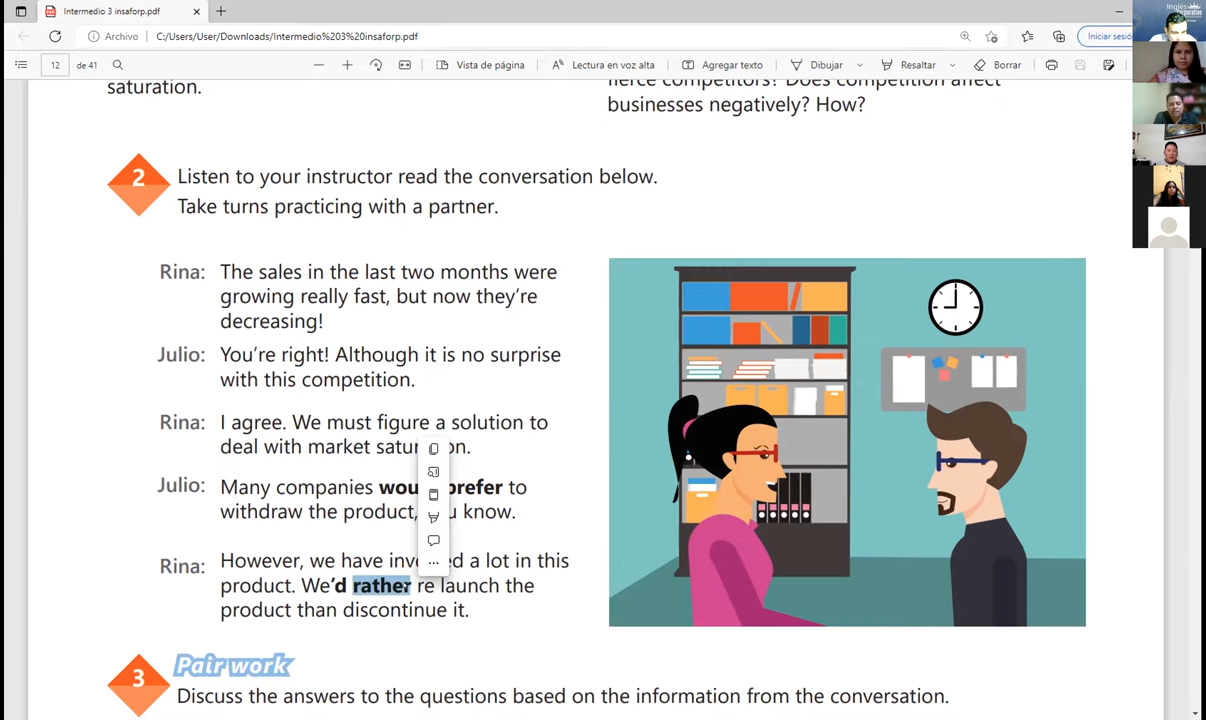 Intermedio 3 insaforp.pdf
Archivo
C:/Users/User/Downloads/Intermedio%203%20insaforp.pdf
Iniciar sesió
12
de 41
Vista de página
Lectura en voz alta
Agregar texto
Dibujar
Resaltar
Borrar
Inglés
Corporativo
saturation.
fierce competitors? Does competition affect
businesses negatively? How?
2
Listen to your instructor read the conversation below.
Take turns practicing with a partner.
Rina: The sales in the last two months were
growing really fast, but now they're
decreasing!
Julio: You're right! Although it is no surprise
with this competition.
Rina: I agree. We must figure a solution to
deal with market
Julio: Many companies prefer to
withdraw the product, know.
Rina: However, we have a lot in this
product. We'd rather re launch the
product than discontinue it.
3
Pair work
Discuss the answers to the questions based on the information from the conversation.